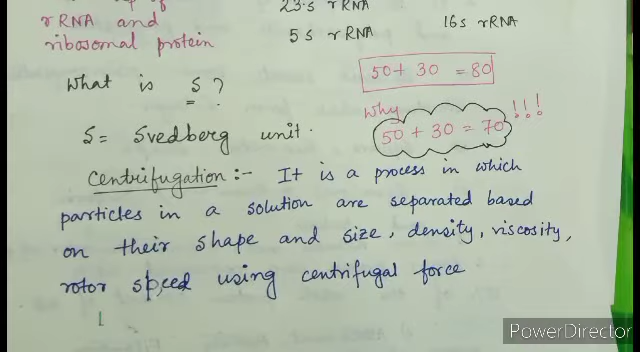 23.s rRNA
rRNA and
5s rRNA
16s rRNA
ribosomal protein
50+ 30 = 80
What is s?
Why
50 + 30 = 70 !!!
S= Svedberg unit.
Centrifugation :- It is a process in which
particles in a solution are separated based
on their shape and size, density, viscosity,
rotor speed using centrifugal force
PowerDirector